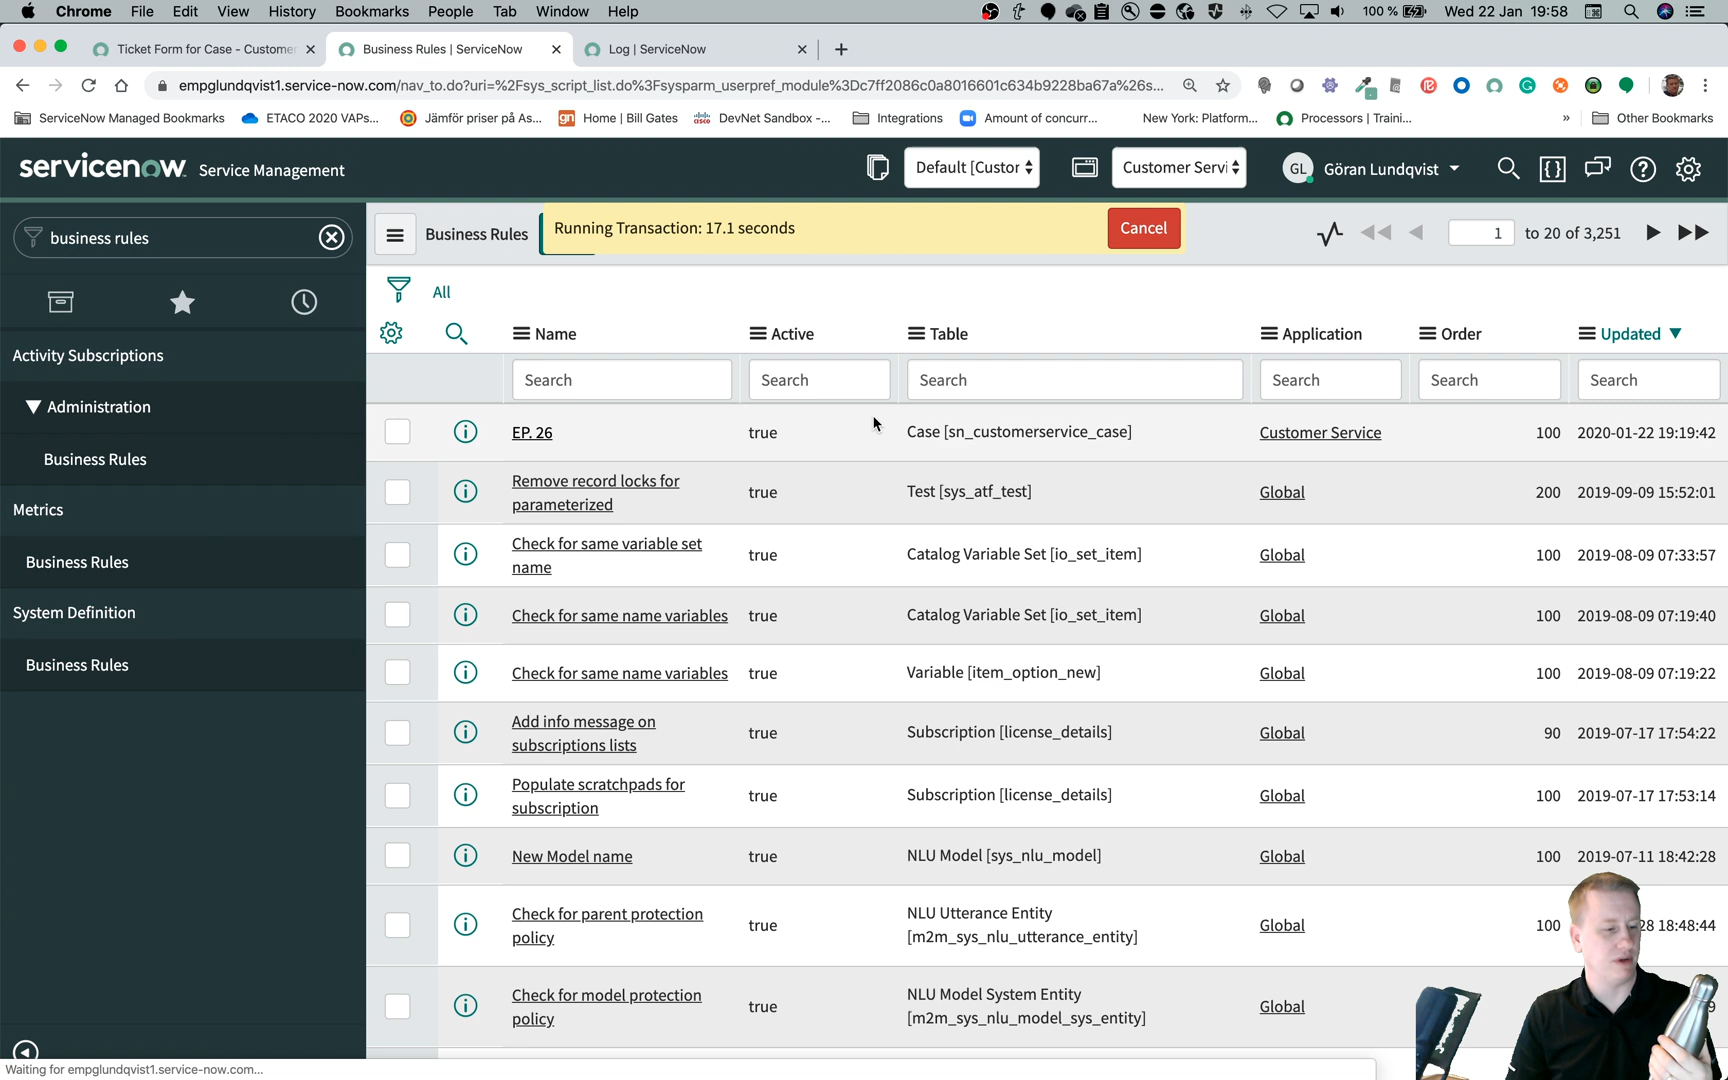 Chrome File Edit View History Bookmarks People Tab Window Help 100 % Wed 22 Jan 19:58
Ticket Form for Case - Custome Business Rules | ServiceNow Log | ServiceNow
empglundqvist1.service-now.com/nav_to.do?uri=%2Fsys_script_list.do%3Fsysparm_userpref_module%3Dc7ff2086c0a8016601c634b9228ba67a%26s...
ServiceNow Managed Bookmarks ETACO 2020 VAPs... Jämför priser på As... gn Home | Bill Gates DevNet Sandbox -... Integrations Amount of concurr... New York: Platform... Processors | Traini... » Other Bookmarks
servicenow Service Management Default [Custor Customer Servi GL Göran Lundqvist
business rules
Business Rules Running Transaction: 17.1 seconds Cancel 1 to 20 of 3,251
All
Name Active Table Application Order Updated
Search Search Search Search Search Search
Activity Subscriptions
Administration
Business Rules
Metrics
Business Rules
System Definition
Business Rules
EP. 26 true Case [sn_customerservice_case] Customer Service 100 2020-01-22 19:19:42
Remove record locks for
parameterized true Test [sys_atf_test] Global 200 2019-09-09 15:52:01
Check for same variable set
name true Catalog Variable Set [io_set_item] Global 100 2019-08-09 07:33:57
Check for same name variables true Catalog Variable Set [io_set_item] Global 100 2019-08-09 07:19:40
Check for same name variables true Variable [item_option_new] Global 100 2019-08-09 07:19:22
Add info message on
subscriptions lists true Subscription [license_details] Global 90 2019-07-17 17:54:22
Populate scratchpads for
subscription true Subscription [license_details] Global 100 2019-07-17 17:53:14
New Model name true NLU Model [sys_nlu_model] Global 100 2019-07-11 18:42:28
Check for parent protection
policy true NLU Utterance Entity
[m2m_sys_nlu_utterance_entity] Global 100 28 18:48:44
Check for model protection
policy true NLU Model System Entity
[m2m_sys_nlu_model_sys_entity] Global 9
Waiting for empglundqvist1.service-now.com...